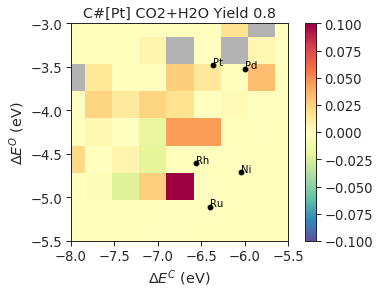 C#[Pt] CO2+H2O Yield 0.8
ΔE^O (eV)
−3.0
−3.5
−4.0
−4.5
−5.0
−5.5
Pt
Pd
Rh
Ni
Ru
−8.0 −7.5 −7.0 −6.5 −6.0 −5.5
ΔE^C (eV)
0.100
0.075
0.050
0.025
0.000
−0.025
−0.050
−0.075
−0.100